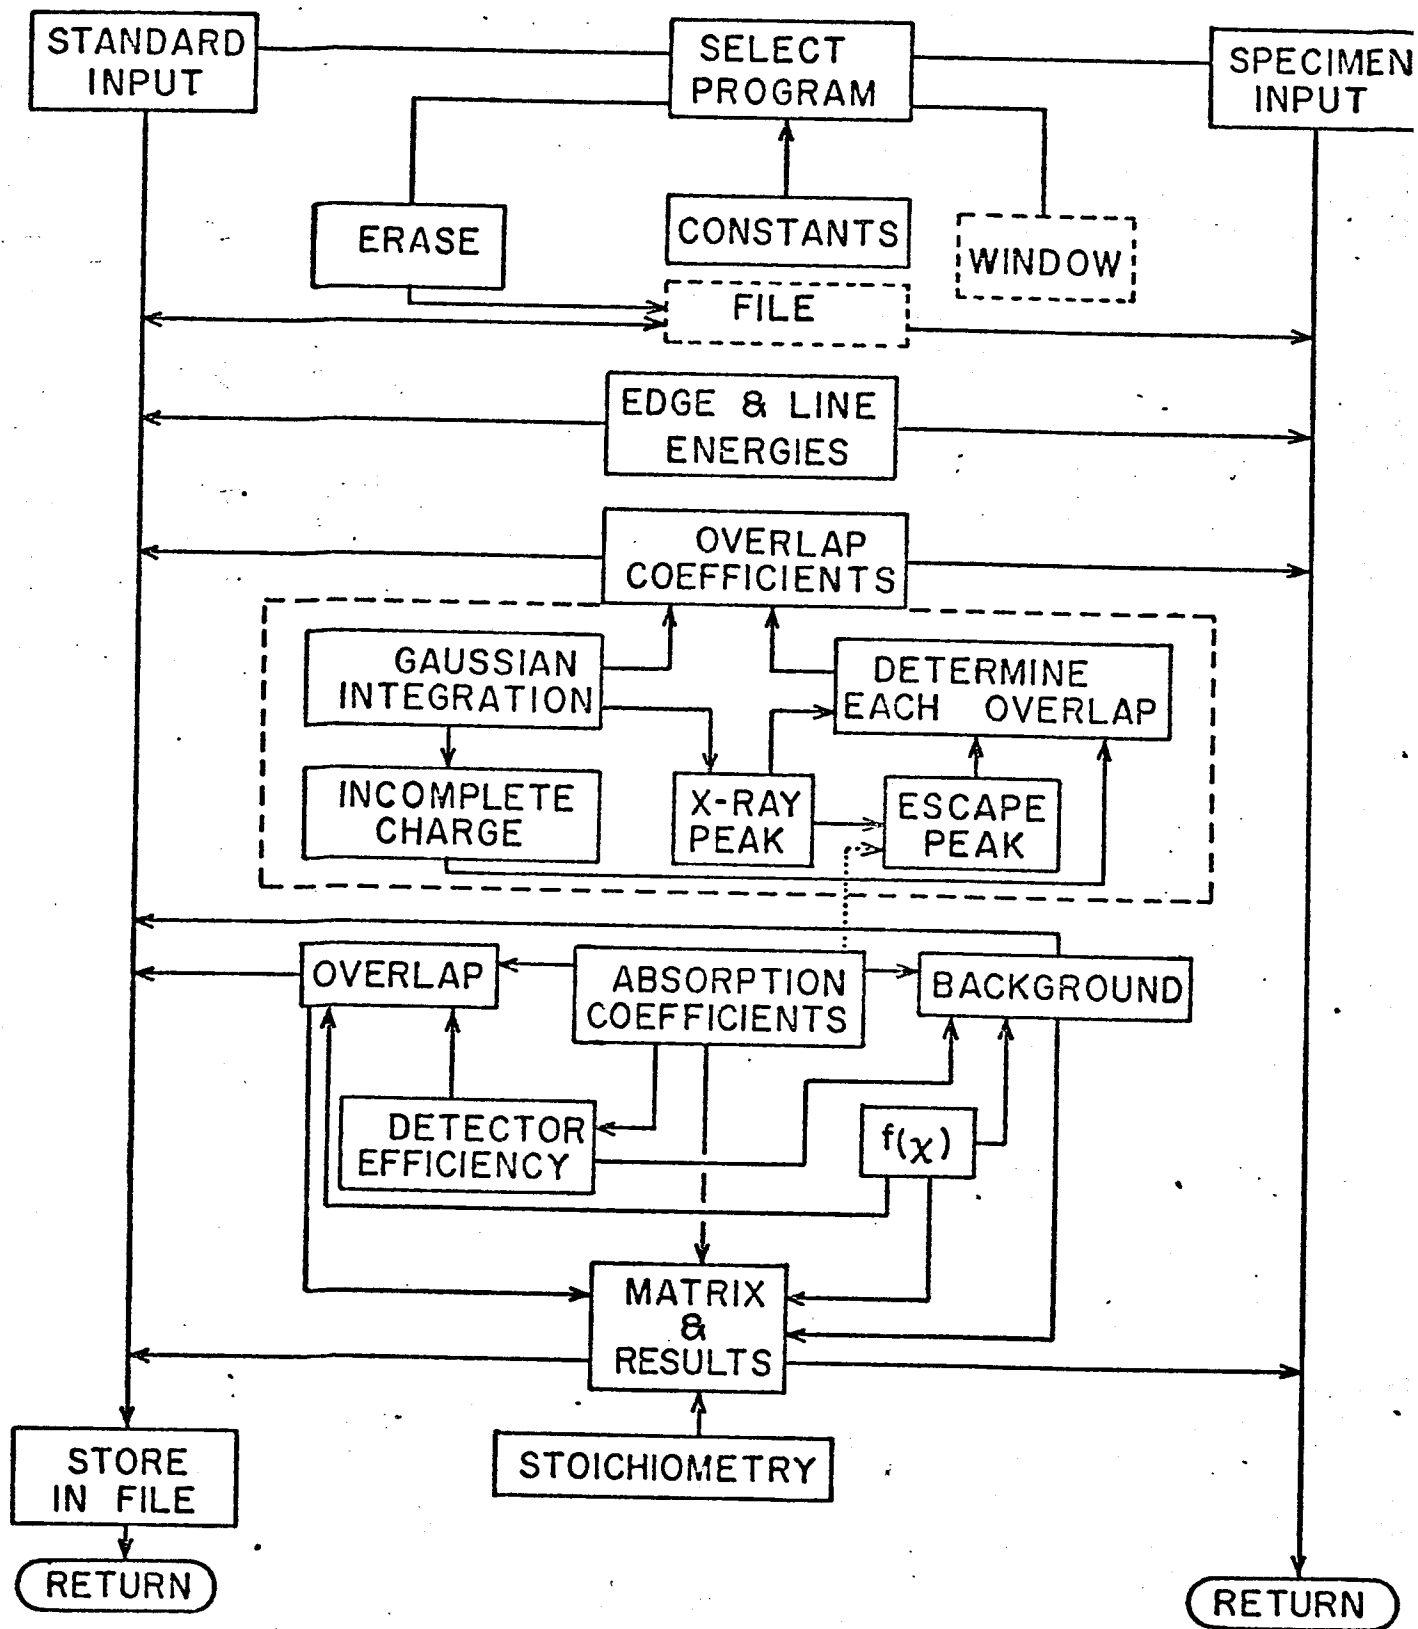 STANDARD
INPUT
SELECT
PROGRAM
SPECIMEN
INPUT
ERASE
CONSTANTS
WINDOW
FILE
EDGE & LINE
ENERGIES
OVERLAP
COEFFICIENTS
GAUSSIAN
INTEGRATION
DETERMINE
EACH OVERLAP
INCOMPLETE
CHARGE
X-RAY
PEAK
ESCAPE
PEAK
OVERLAP
ABSORPTION
COEFFICIENTS
BACKGROUND
DETECTOR
EFFICIENCY
f(χ)
MATRIX
&
RESULTS
STORE
IN FILE
STOICHIOMETRY
RETURN
RETURN